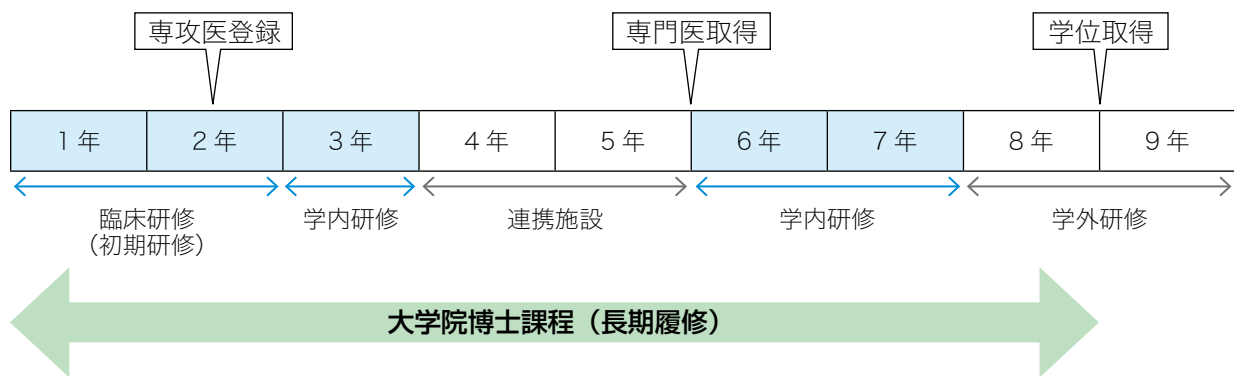 専攻医登録
専門医取得
学位取得
1年
2年
3年
4年
5年
6年
7年
8年
9年
臨床研修
（初期研修）
学内研修
連携施設
学内研修
学外研修
大学院博士課程（長期履修）